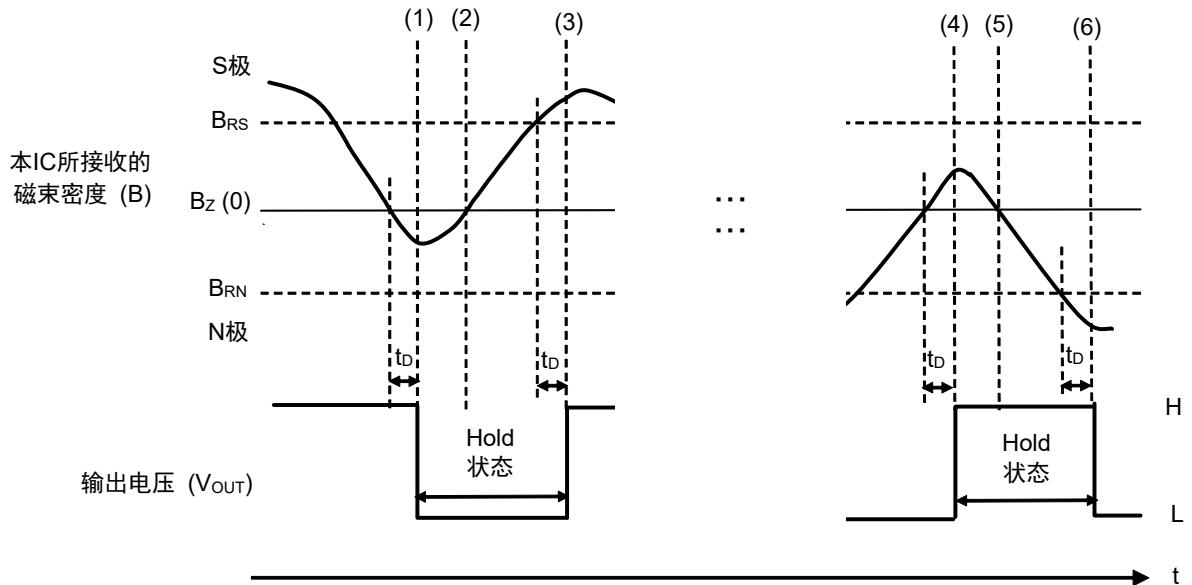 (1)
(2)
(3)
(4)
(5)
(6)
S极
BRS
本IC所接收的
磁束密度 (B)
BZ (0)
...
...
BRN
N极
tD
tD
tD
tD
H
Hold
状态
Hold
状态
输出电压 (VOUT)
L
t